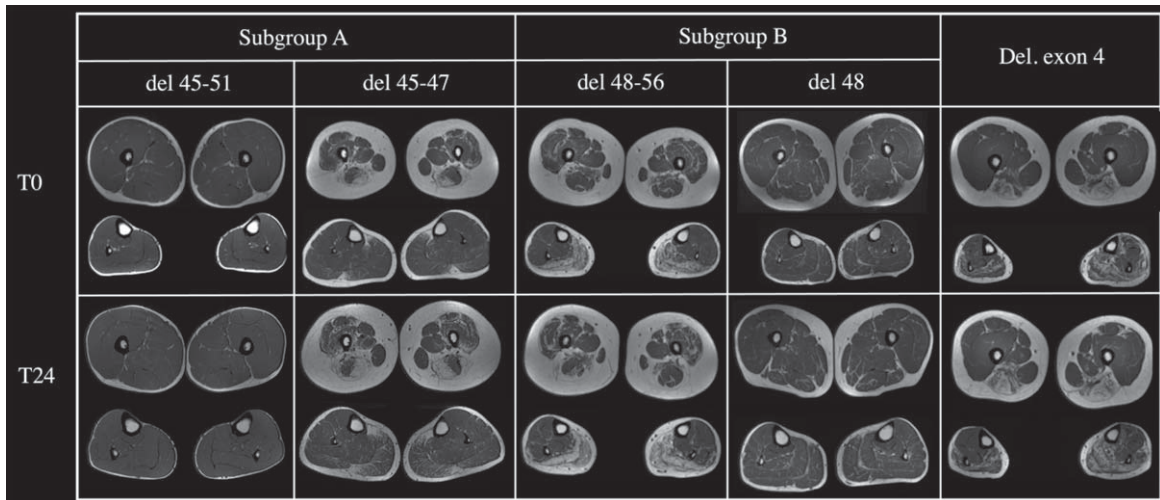 Subgroup A
Subgroup B
Del. exon 4
del 45-51
del 45-47
del 48-56
del 48
T0
T24